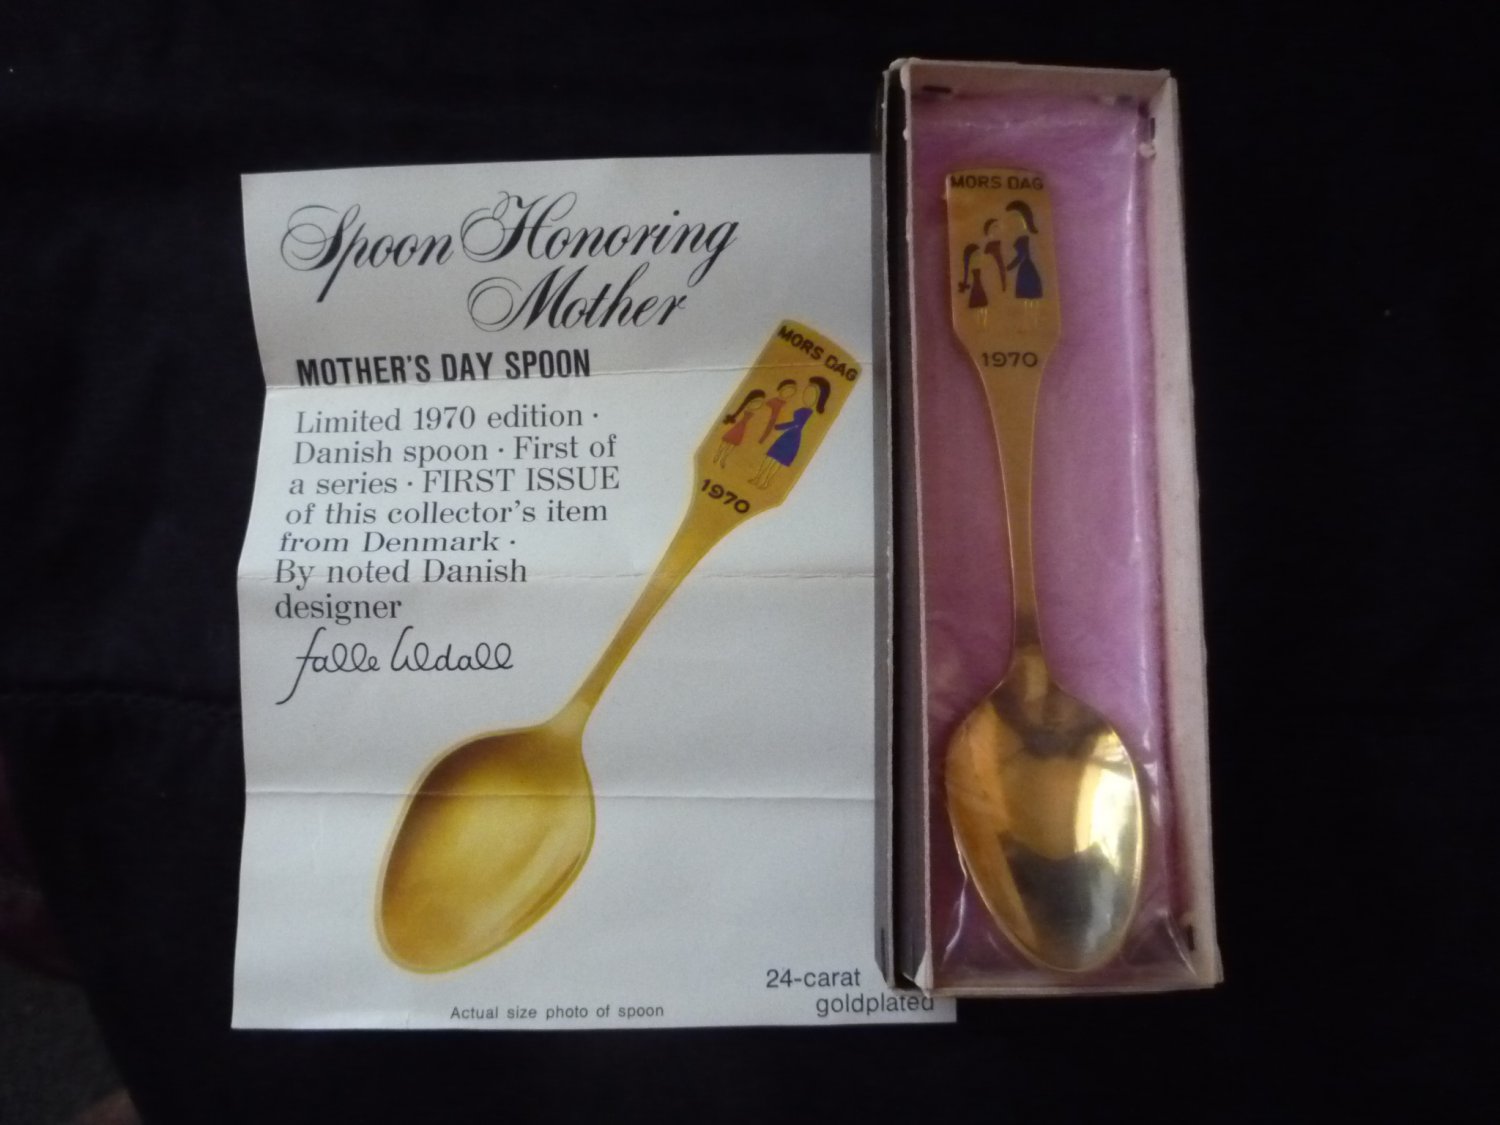 Spoon Honoring
Mother
MOTHER'S DAY SPOON
Limited 1970 edition ·
Danish spoon · First of
a series · FIRST ISSUE
of this collector's item
from Denmark ·
By noted Danish
designer
falle Uldall
MORS DAG
1970
24-carat
goldplated
Actual size photo of spoon
MORS DAG
1970